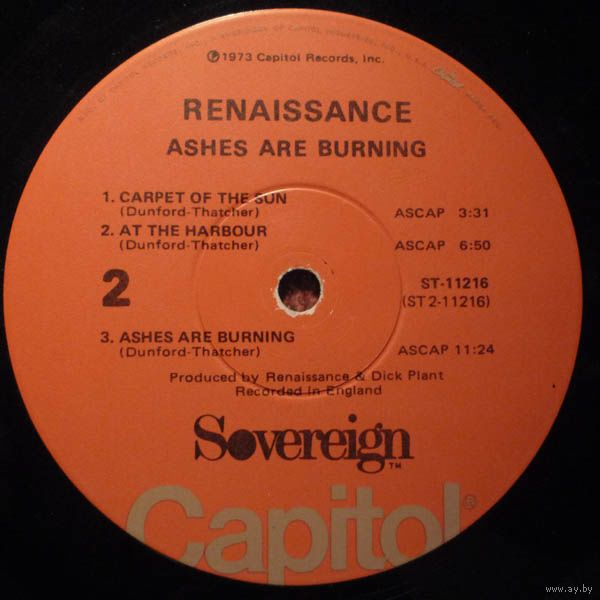 ℗1973 Capitol Records, Inc.
RENAISSANCE
ASHES ARE BURNING
1. CARPET OF THE SUN
(Dunford-Thatcher) ASCAP 3:31
2. AT THE HARBOUR
(Dunford-Thatcher) ASCAP 6:50
2
ST-11216
(ST2-11216)
3. ASHES ARE BURNING
(Dunford-Thatcher) ASCAP 11:24
Produced by Renaissance & Dick Plant
Recorded in England
Sovereign TM
Capitol®
www.ay.by